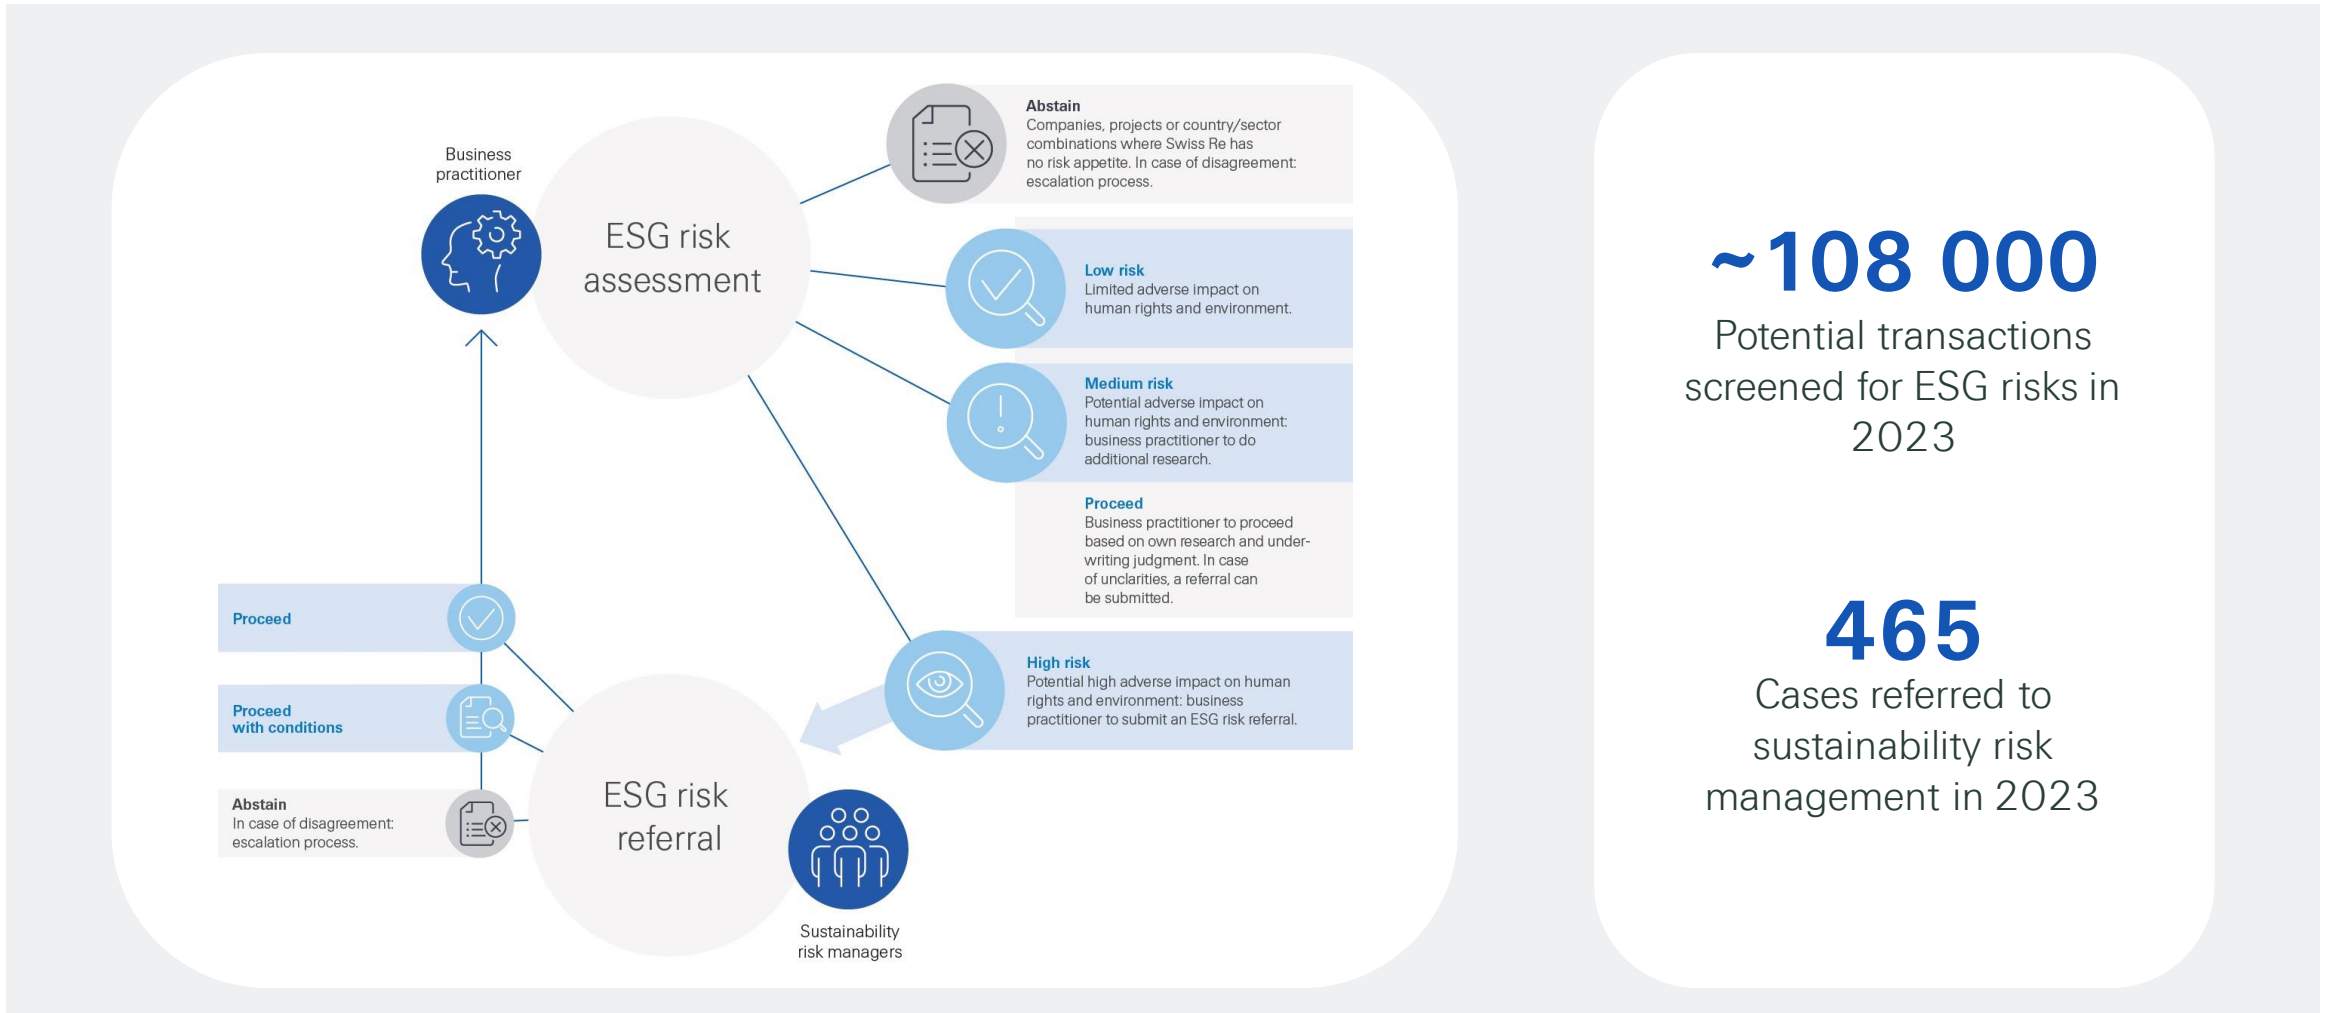 Business
practitioner
ESG risk
assessment
Abstain
Companies, projects or country/sector
combinations where Swiss Re has
no risk appetite. In case of disagreement:
escalation process.
Low risk
Limited adverse impact on
human rights and environment.
Medium risk
Potential adverse impact on
human rights and environment:
business practitioner to do
additional research.
Proceed
Business practitioner to proceed
based on own research and under-
writing judgment. In case
of unclarities, a referral can
be submitted.
High risk
Potential high adverse impact on human
rights and environment: business
practitioner to submit an ESG risk referral.
Proceed
Proceed
with conditions
Abstain
In case of disagreement:
escalation process.
ESG risk
referral
Sustainability
risk managers
~108 000
Potential transactions
screened for ESG risks in
2023
465
Cases referred to
sustainability risk
management in 2023